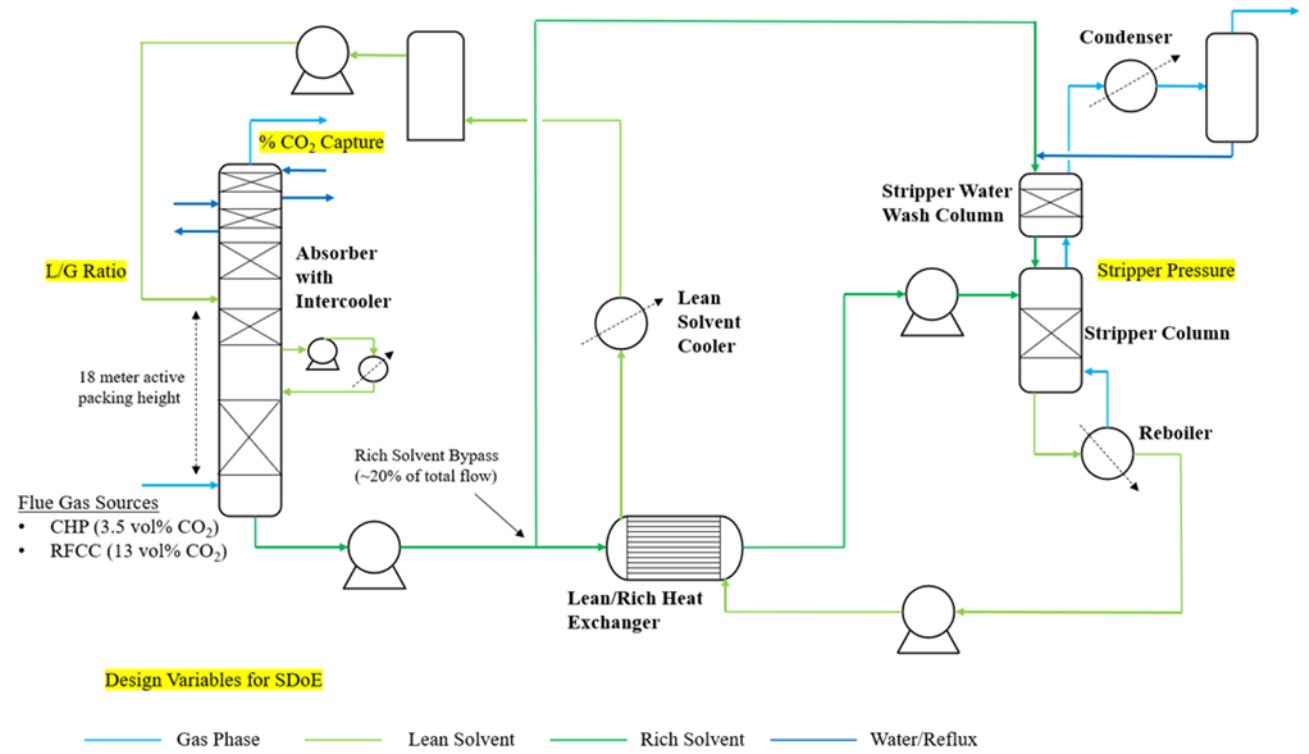 Condenser
% CO₂ Capture
Stripper Water
Wash Column
L/G Ratio
Absorber
with
Intercooler
Stripper Pressure
Lean
Solvent
Cooler
Stripper Column
18 meter active
packing height
Reboiler
Rich Solvent Bypass
(~20% of total flow)
Flue Gas Sources
• CHP (3.5 vol% CO₂)
• RFCC (13 vol% CO₂)
Lean/Rich Heat
Exchanger
Design Variables for SDoE
Gas Phase
Lean Solvent
Rich Solvent
Water/Reflux